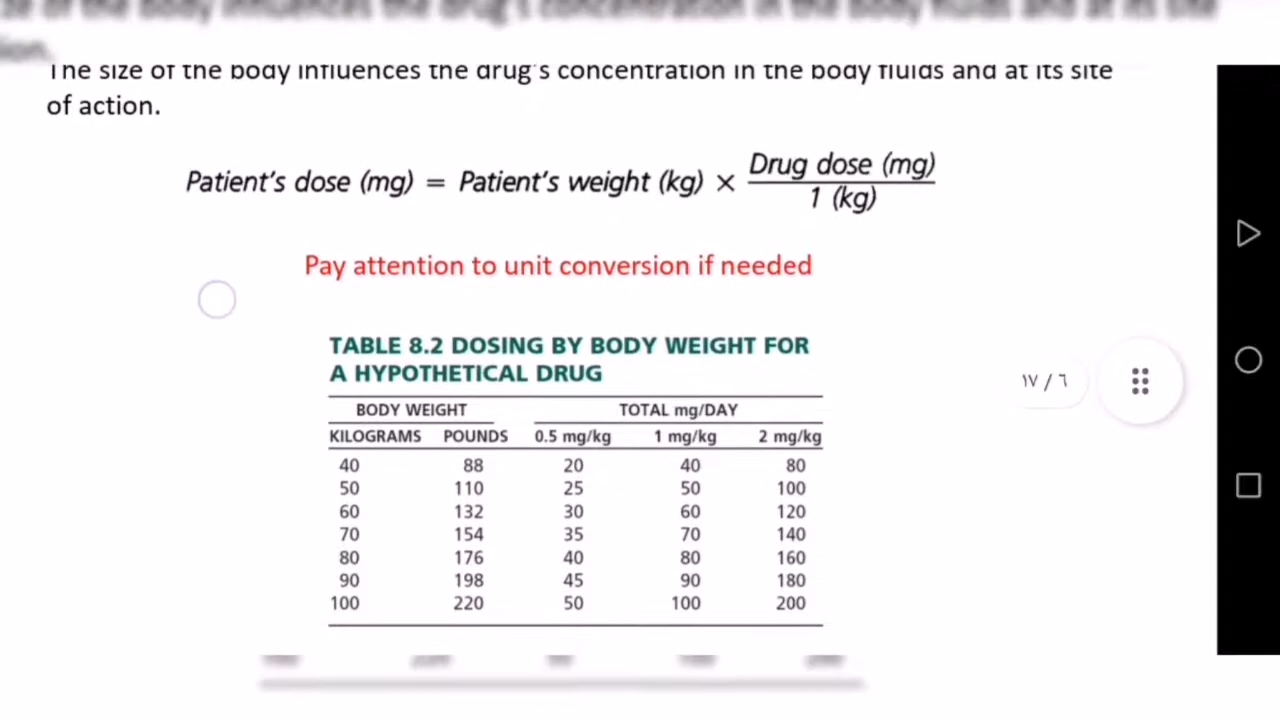 The size of the body influences the drug's concentration in the body fluids and at its site
of action.
Patient's dose (mg) = Patient's weight (kg) × Drug dose (mg) / 1 (kg)
Pay attention to unit conversion if needed
TABLE 8.2 DOSING BY BODY WEIGHT FOR
A HYPOTHETICAL DRUG
BODY WEIGHT TOTAL mg/DAY
KILOGRAMS POUNDS 0.5 mg/kg 1 mg/kg 2 mg/kg
40 88 20 40 80
50 110 25 50 100
60 132 30 60 120
70 154 35 70 140
80 176 40 80 160
90 198 45 90 180
100 220 50 100 200
١٧ / ٦